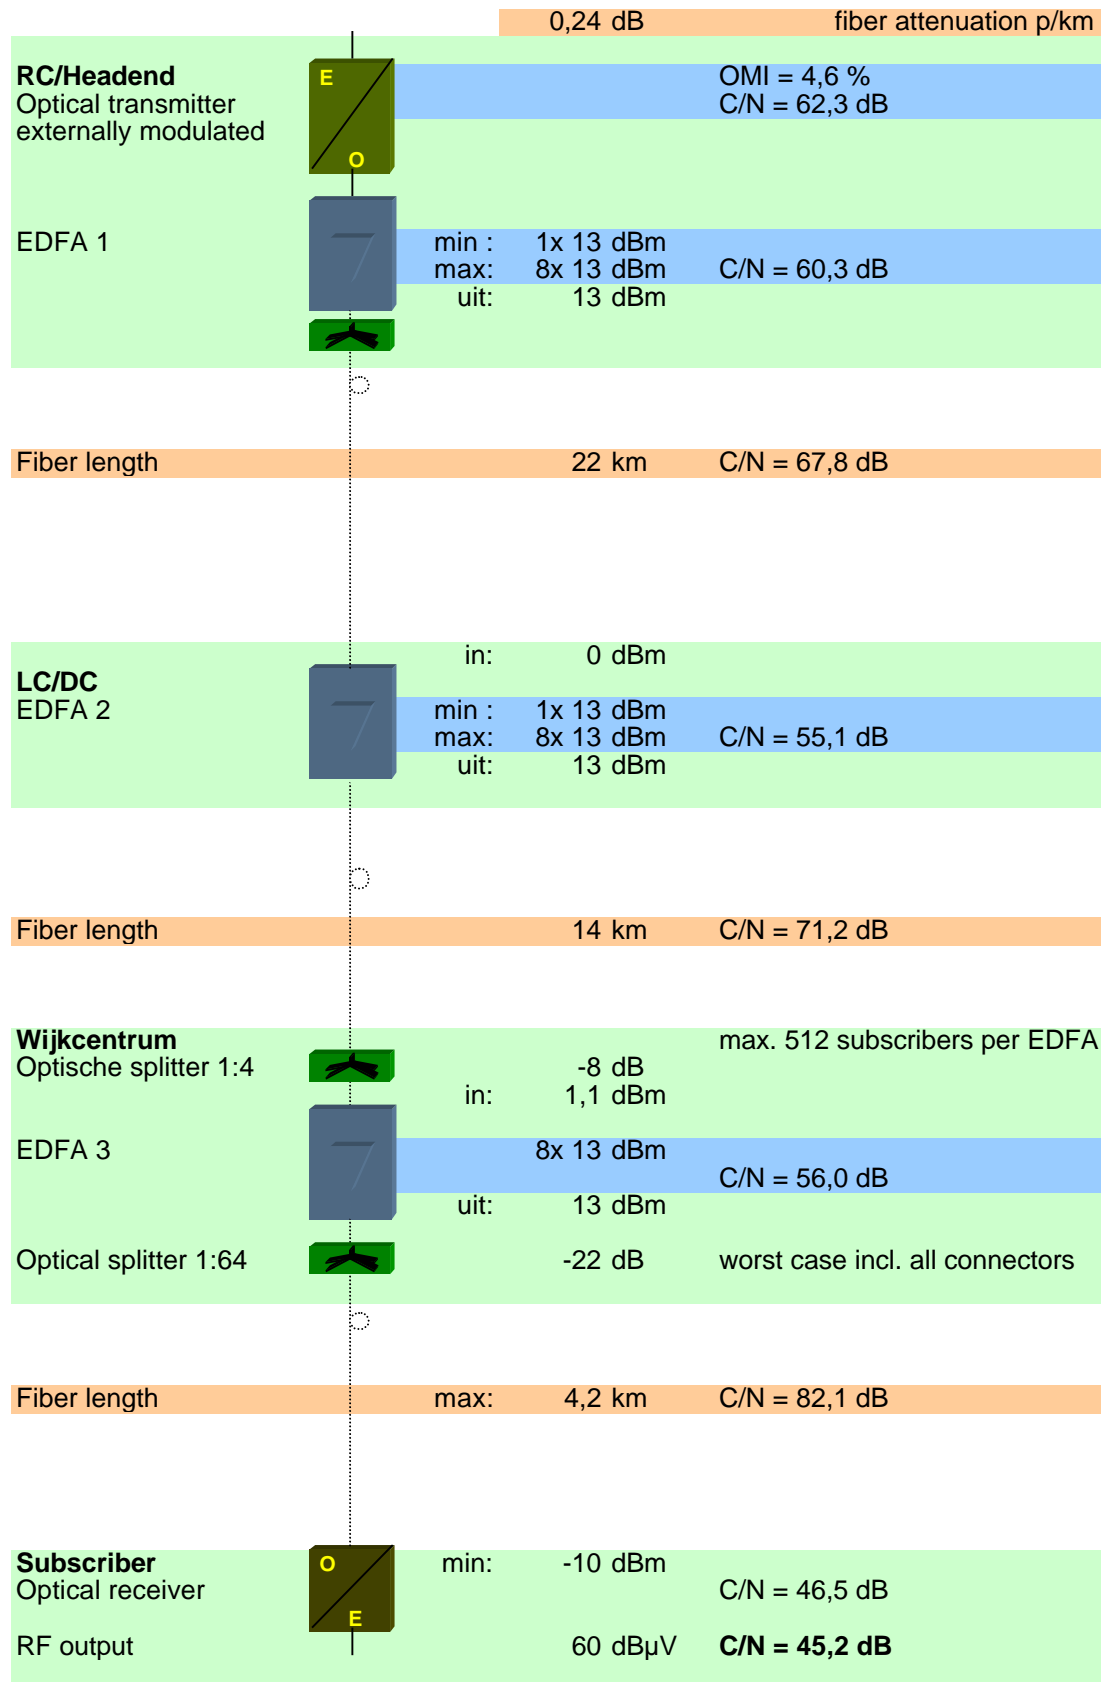 0,24 dB fiber attenuation p/km
RC/Headend E OMI = 4,6 %
Optical transmitter C/N = 62,3 dB
externally modulated
O
EDFA 1 7 min : 1x 13 dBm
max: 8x 13 dBm C/N = 60,3 dB
uit: 13 dBm
Fiber length 22 km C/N = 67,8 dB
in: 0 dBm
LC/DC
EDFA 2 7 min : 1x 13 dBm
max: 8x 13 dBm C/N = 55,1 dB
uit: 13 dBm
Fiber length 14 km C/N = 71,2 dB
Wijkcentrum max. 512 subscribers per EDFA
Optische splitter 1:4 -8 dB
in: 1,1 dBm
EDFA 3 7 8x 13 dBm
C/N = 56,0 dB
uit: 13 dBm
Optical splitter 1:64 -22 dB worst case incl. all connectors
Fiber length max: 4,2 km C/N = 82,1 dB
Subscriber O min: -10 dBm
Optical receiver C/N = 46,5 dB
E
RF output 60 dBµV C/N = 45,2 dB